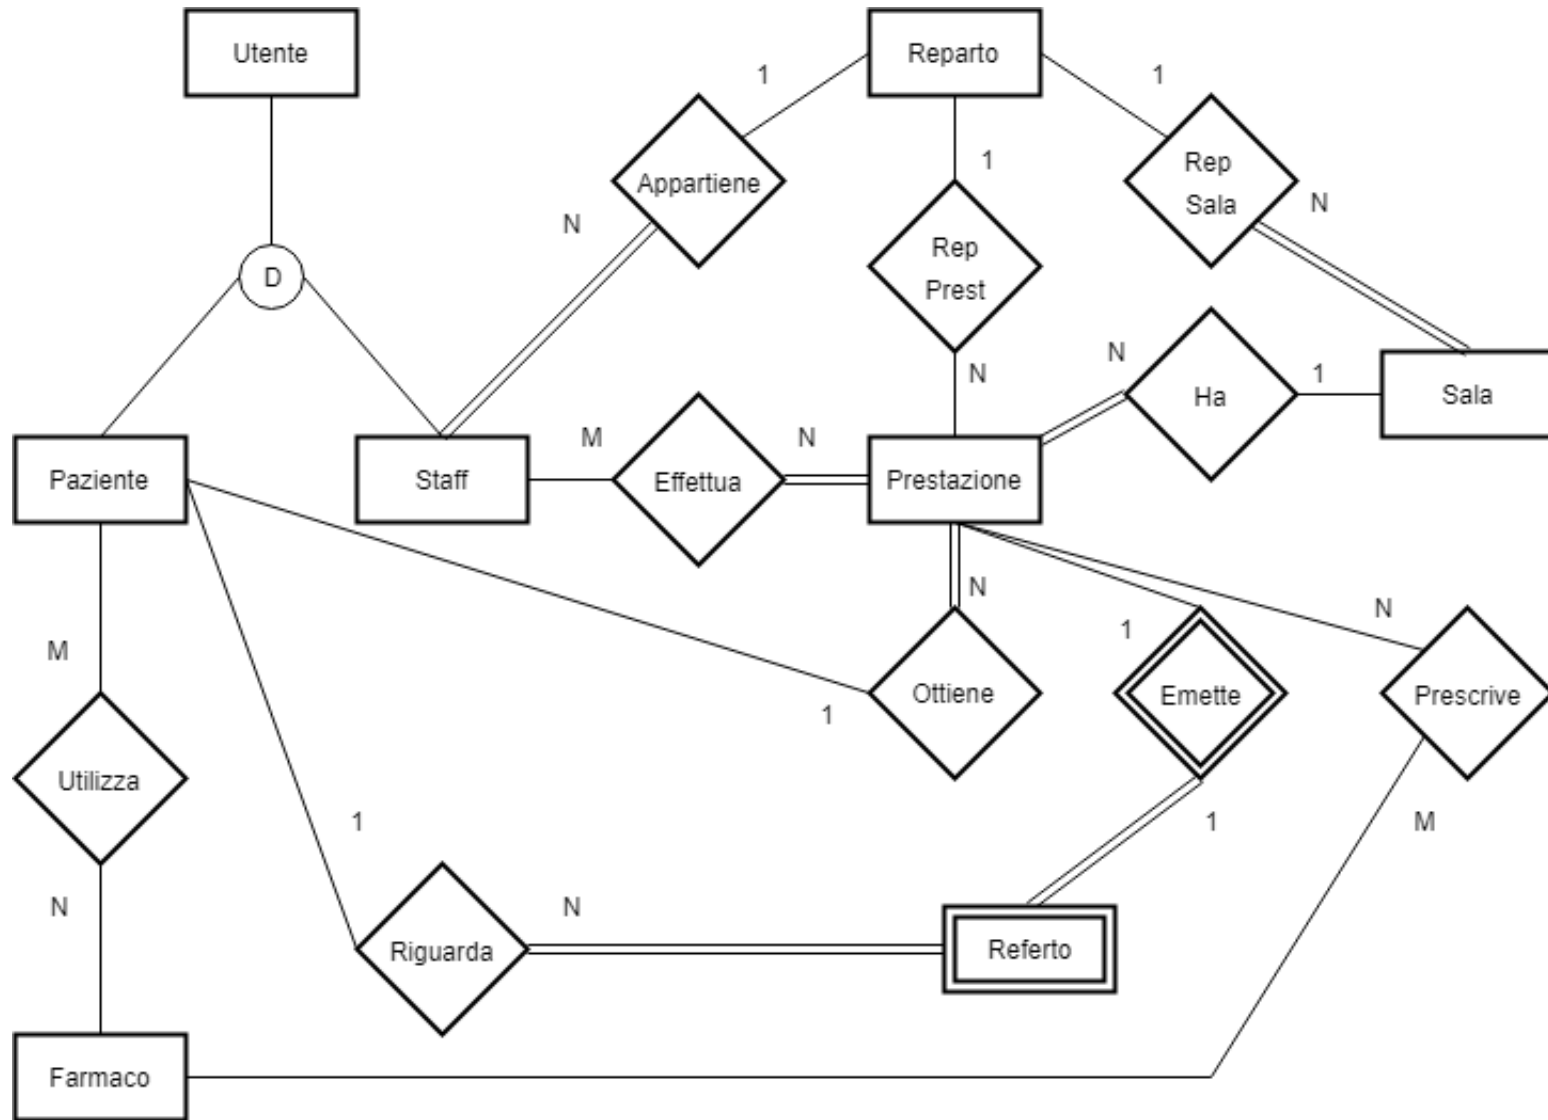 Utente
Reparto
1
1
Appartiene
Rep
Sala
1
N
N
Rep
Prest
D
N
N
1
Ha
Sala
Paziente
Staff
M
Effettua
N
Prestazione
N
N
1
M
Ottiene
Emette
Prescrive
1
Utilizza
1
1
M
N
N
Riguarda
Referto
Farmaco